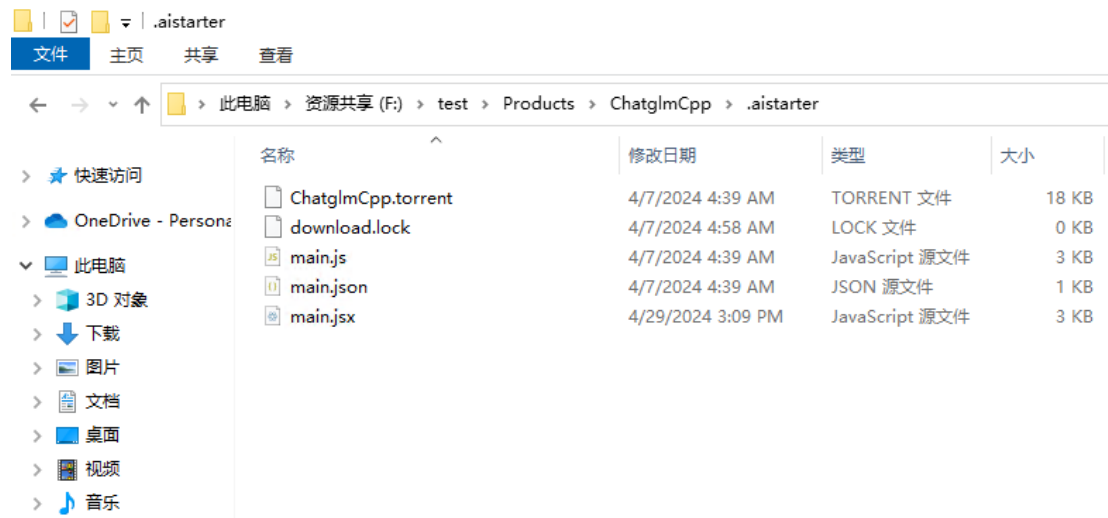 .aistarter
文件 主页 共享 查看
此电脑 › 资源共享 (F:) › test › Products › ChatglmCpp › .aistarter
名称 修改日期 类型 大小
快速访问
OneDrive - Persona
此电脑
3D 对象
下载
图片
文档
桌面
视频
音乐
ChatglmCpp.torrent 4/7/2024 4:39 AM TORRENT 文件 18 KB
download.lock 4/7/2024 4:58 AM LOCK 文件 0 KB
main.js 4/7/2024 4:39 AM JavaScript 源文件 3 KB
main.json 4/7/2024 4:39 AM JSON 源文件 1 KB
main.jsx 4/29/2024 3:09 PM JavaScript 源文件 3 KB